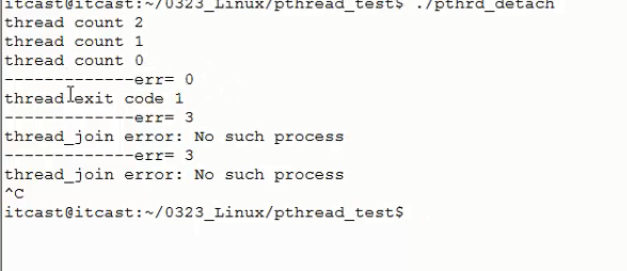 itcast@itcast:~/0323_Linux/pthread_test$ ./pthrd_detach
thread count 2
thread count 1
thread count 0
-------------err= 0
thread exit code 1
-------------err= 3
thread_join error: No such process
-------------err= 3
thread_join error: No such process
^C
itcast@itcast:~/0323_Linux/pthread_test$